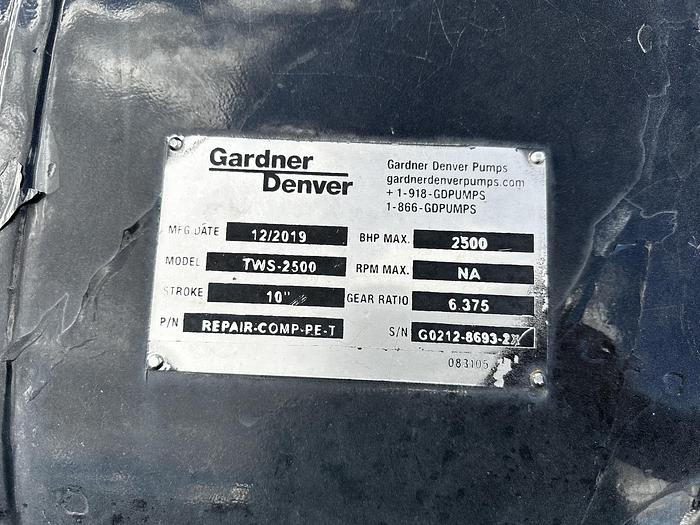 Gardner
Denver
Gardner Denver Pumps
gardnerdenverpumps.com
+ 1-918-GDPUMPS
1-866-GDPUMPS
MFG DATE 12/2019 BHP MAX. 2500
MODEL TWS-2500 RPM MAX. NA
STROKE 10" GEAR RATIO 6.375
P/N REPAIR-COMP-P.E-T S/N
083105